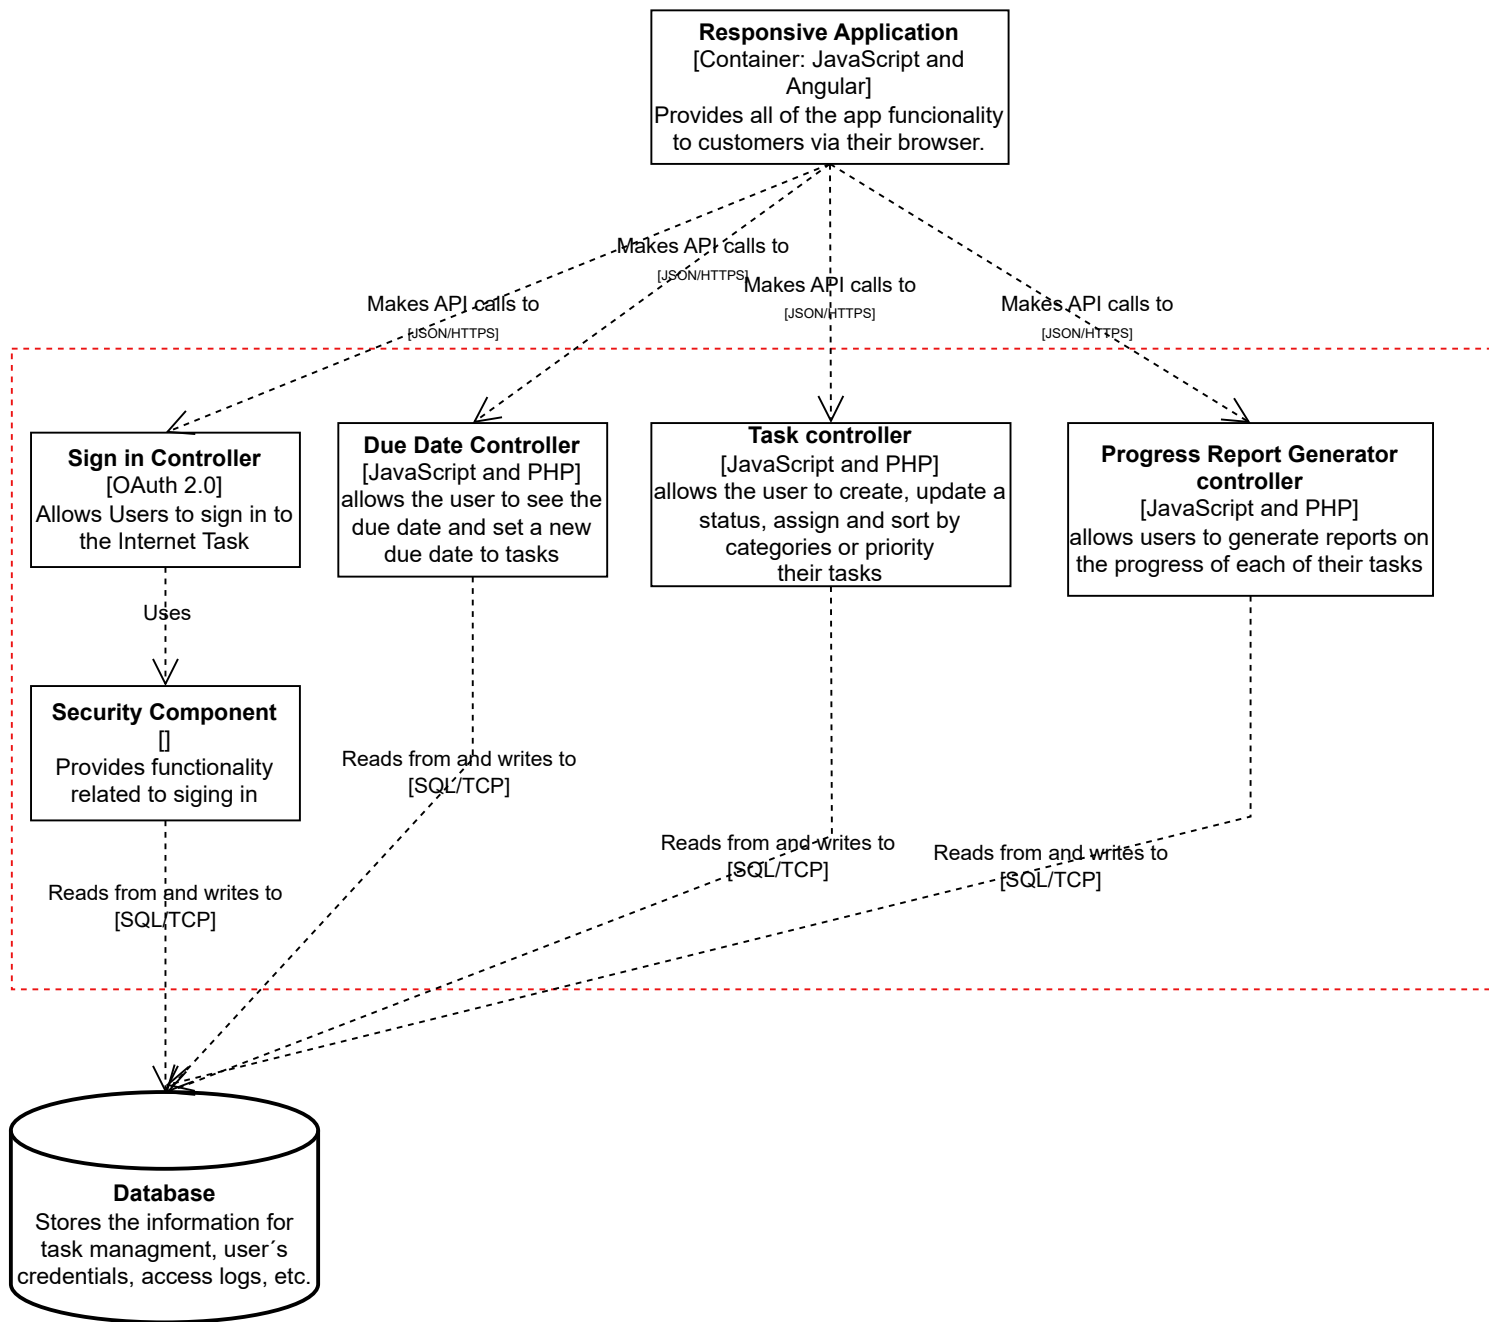 Responsive Application
[Container: JavaScript and
Angular]
Provides all of the app funcionality
to customers via their browser.
Makes API calls to
[JSON/HTTPS]
Makes API calls to
[JSON/HTTPS]
Makes API calls to
[JSON/HTTPS]
Makes API calls to
[JSON/HTTPS]
Sign in Controller
[OAuth 2.0]
Allows Users to sign in to
the Internet Task
Due Date Controller
[JavaScript and PHP]
allows the user to see the
due date and set a new
due date to tasks
Task controller
[JavaScript and PHP]
allows the user to create, update a
status, assign and sort by
categories or priority
their tasks
Progress Report Generator
controller
[JavaScript and PHP]
allows users to generate reports on
the progress of each of their tasks
Uses
Security Component
[]
Provides functionality
related to siging in
Reads from and writes to
[SQL/TCP]
Reads from and writes to
[SQL/TCP]
Reads from and writes to
[SQL/TCP]
Reads from and writes to
[SQL/TCP]
Database
Stores the information for
task managment, user´s
credentials, access logs, etc.